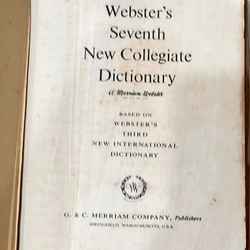 Webster's
Seventh
New Collegiate
Dictionary
A Merriam-Webster
BASED ON
WEBSTER'S
THIRD
NEW INTERNATIONAL
DICTIONARY
G. & C. MERRIAM COMPANY, Publishers
SPRINGFIELD, MASSACHUSETTS, U.S.A.